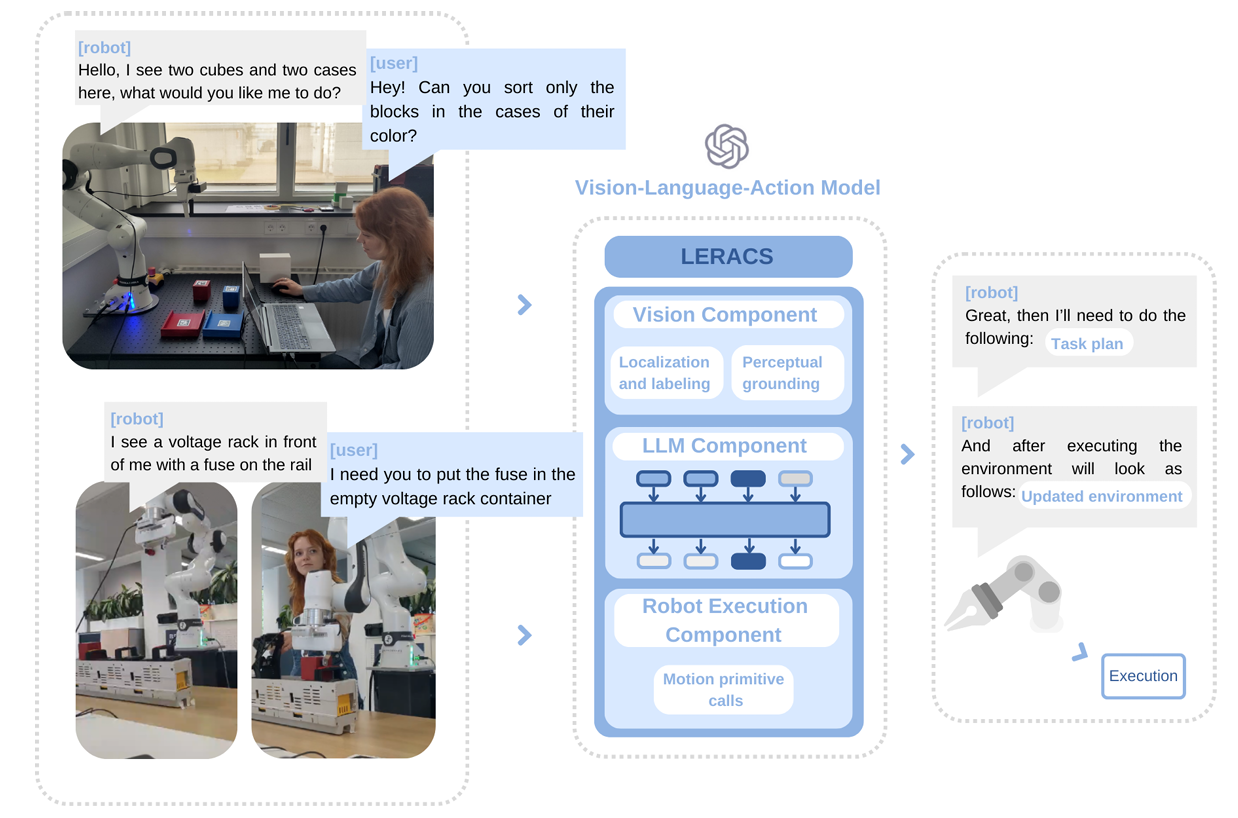 [robot]
Hello, I see two cubes and two cases
here, what would you like me to do?
[user]
Hey! Can you sort only the
blocks in the cases of their
color?
[robot]
I see a voltage rack in front
of me with a fuse on the rail
[user]
I need you to put the fuse in the
empty voltage rack container
Vision-Language-Action Model
LERACS
Vision Component
Localization
and labeling
Perceptual
grounding
LLM Component
Robot Execution
Component
Motion primitive
calls
[robot]
Great, then I'll need to do the
following: Task plan
[robot]
And after executing the
environment will look as
follows: Updated environment
Execution